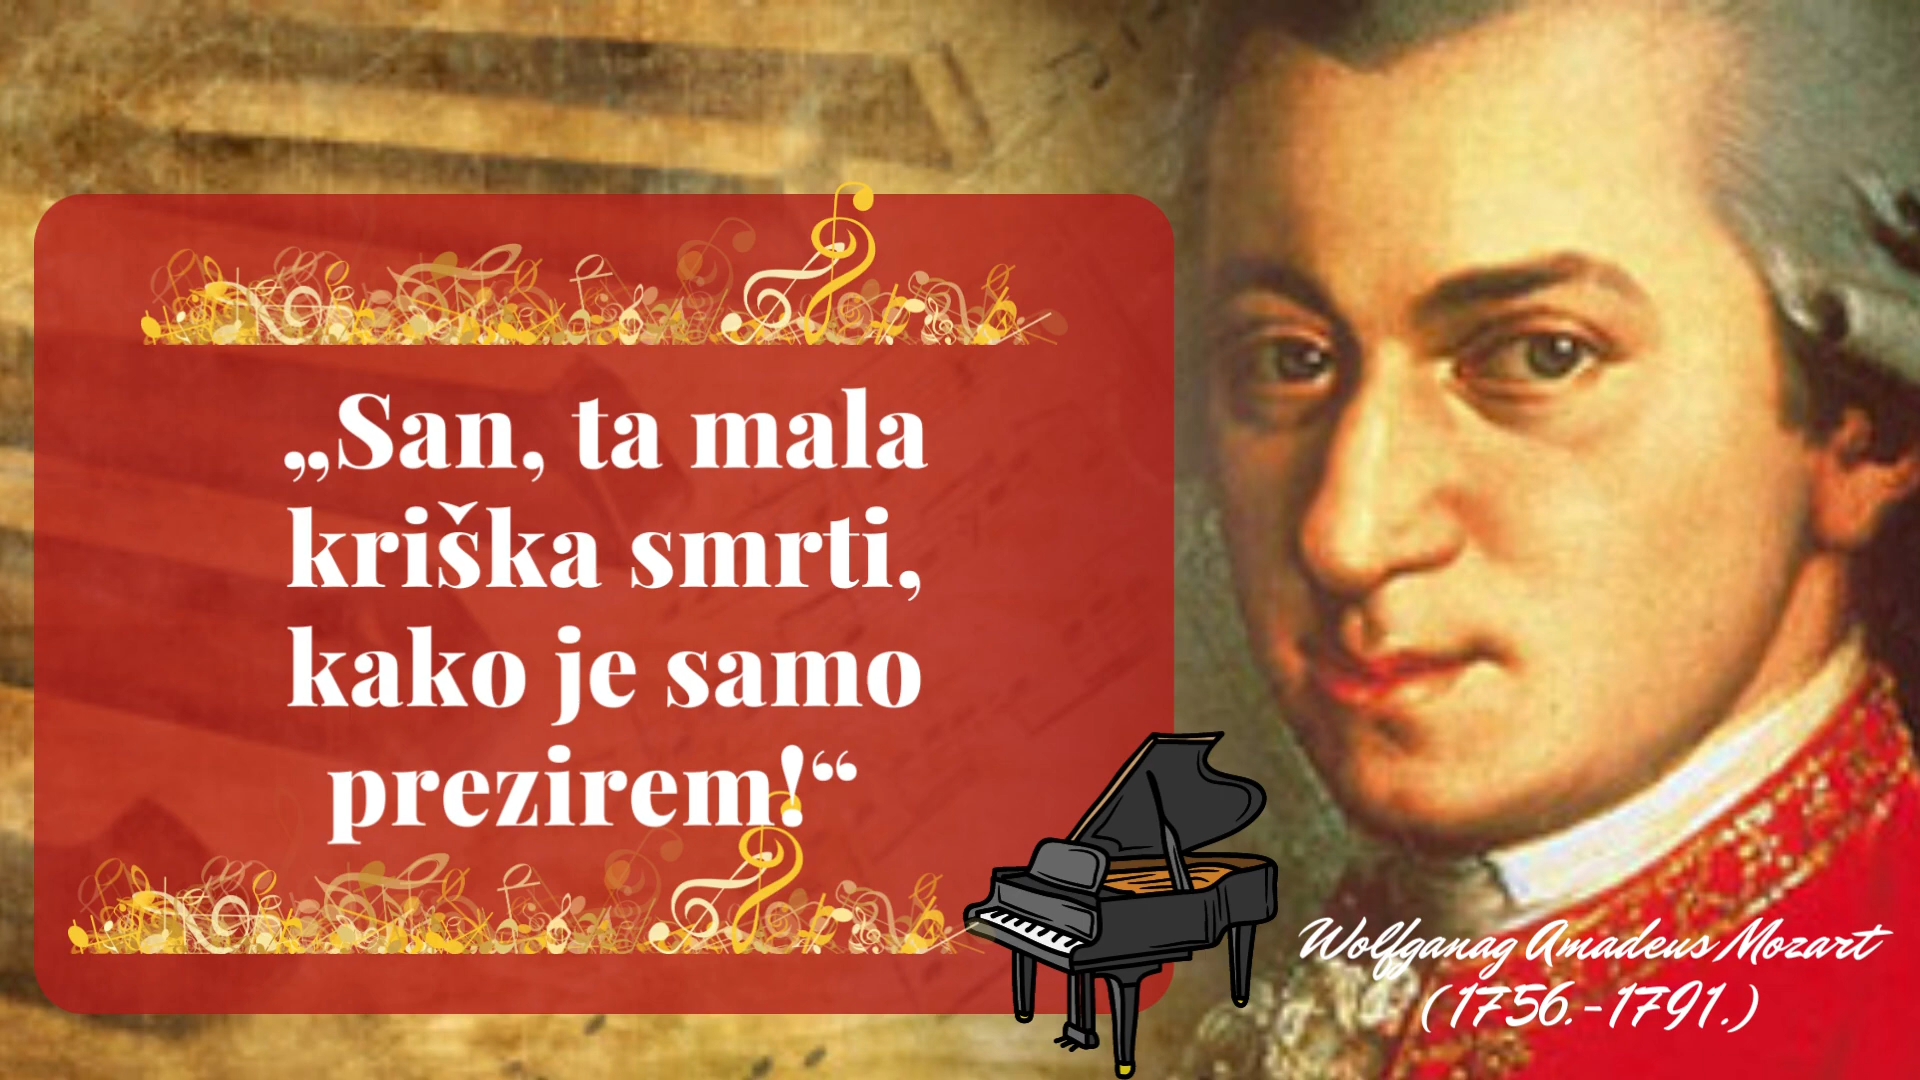 „San, ta mala
kriška smrti,
kako je samo
prezirem!“
Wolfganag Amadeus Mozart
(1756.-1791.)